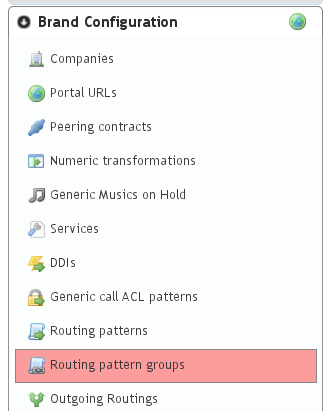 Brand Configuration
Companies
Portal URLs
Peering contracts
Numeric transformations
Generic Musics on Hold
Services
DDIs
Generic call ACL patterns
Routing patterns
Routing pattern groups
Outgoing Routings